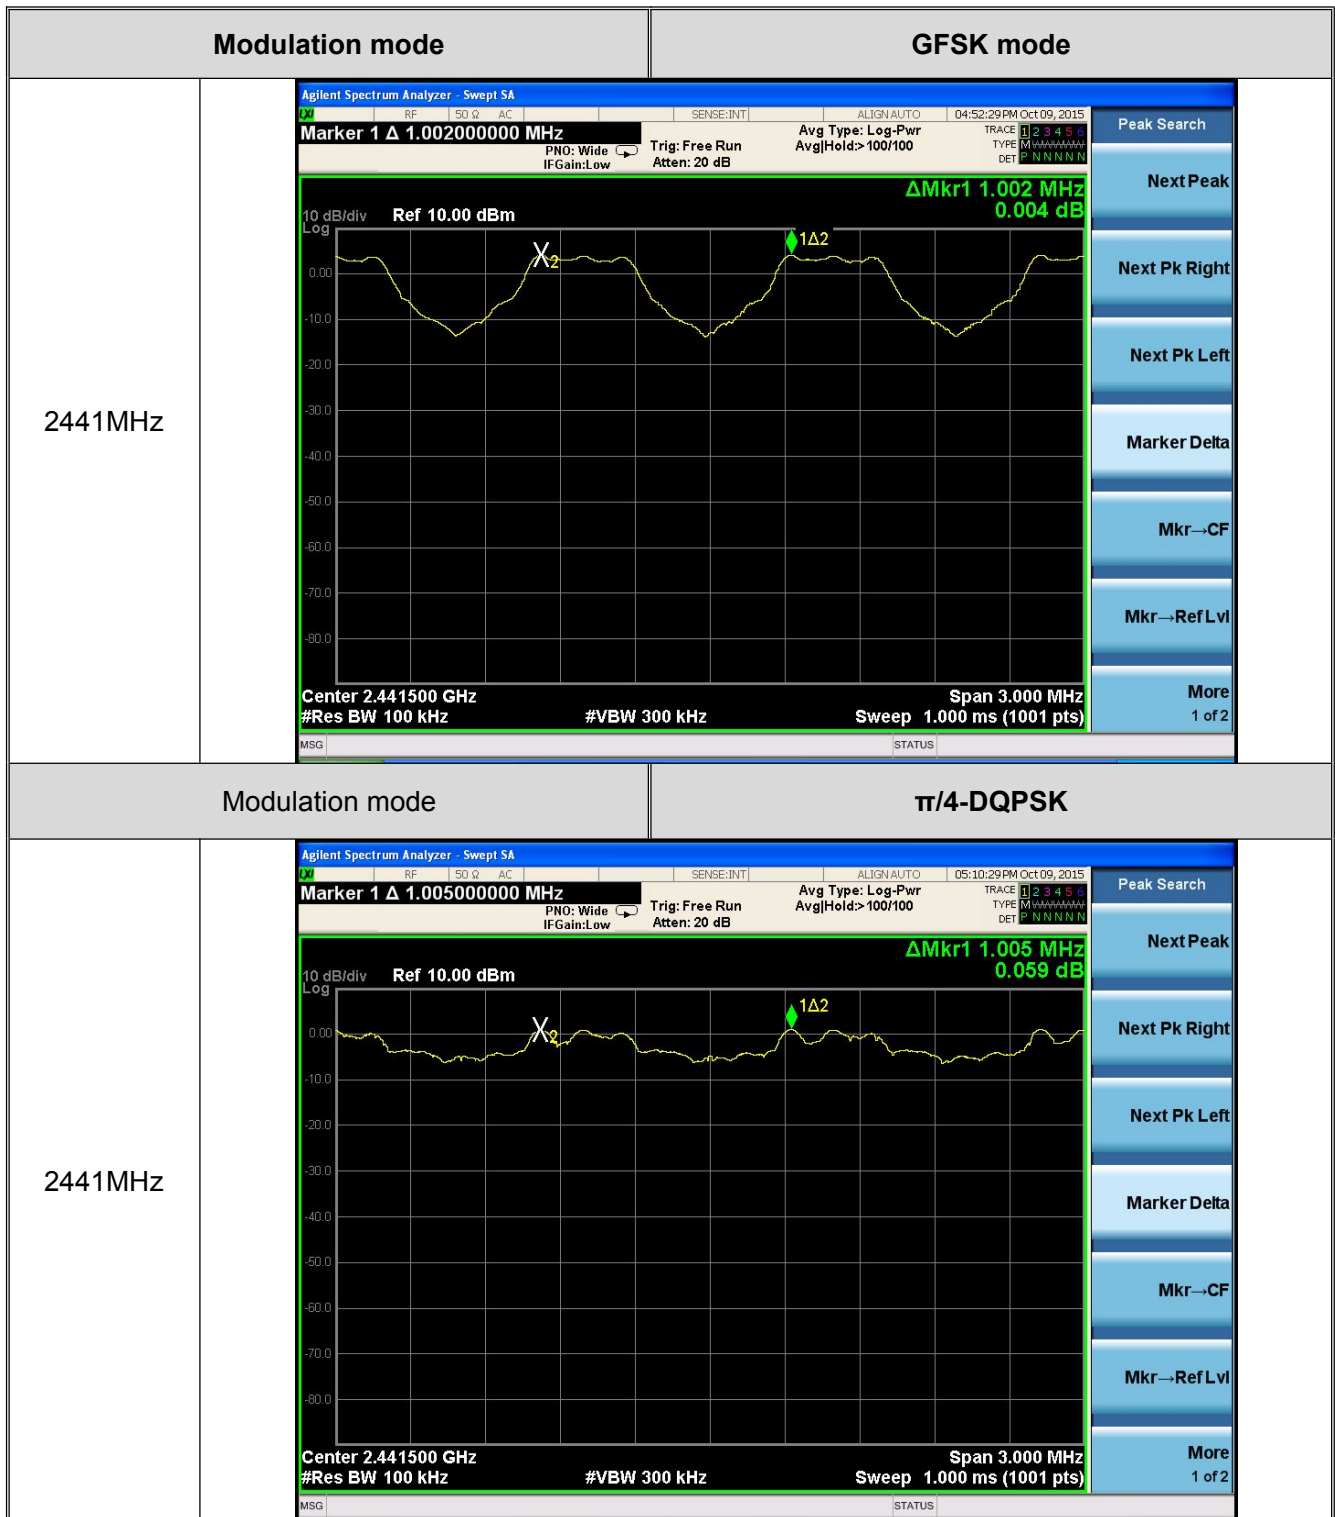 Modulation mode GFSK mode
2441MHz
Agilent Spectrum Analyzer - Swept SA
LXI RF 50 Ω AC SENSE:INT ALIGN AUTO 04:52:29 PM Oct 09, 2015
Marker 1 Δ 1.002000000 MHz
PNO: Wide
IFGain:Low
Trig: Free Run
Atten: 20 dB
Avg Type: Log-Pwr
Avg|Hold:>100/100
TRACE 1 2 3 4 5 6
TYPE M
DET P N N N N N
ΔMkr1 1.002 MHz
0.004 dB
10 dB/div Ref 10.00 dBm
Log
X2
1Δ2
0.00
-10.0
-20.0
-30.0
-40.0
-50.0
-60.0
-70.0
-80.0
Center 2.441500 GHz Span 3.000 MHz
#Res BW 100 kHz #VBW 300 kHz Sweep 1.000 ms (1001 pts)
MSG STATUS
Peak Search
Next Peak
Next Pk Right
Next Pk Left
Marker Delta
Mkr→CF
Mkr→Ref Lvl
More
1 of 2
Modulation mode π/4-DQPSK
2441MHz
Agilent Spectrum Analyzer - Swept SA
LXI RF 50 Ω AC SENSE:INT ALIGN AUTO 05:10:29 PM Oct 09, 2015
Marker 1 Δ 1.005000000 MHz
PNO: Wide
IFGain:Low
Trig: Free Run
Atten: 20 dB
Avg Type: Log-Pwr
Avg|Hold:>100/100
TRACE 1 2 3 4 5 6
TYPE M
DET P N N N N N
ΔMkr1 1.005 MHz
0.059 dB
10 dB/div Ref 10.00 dBm
Log
X2
1Δ2
0.00
-10.0
-20.0
-30.0
-40.0
-50.0
-60.0
-70.0
-80.0
Center 2.441500 GHz Span 3.000 MHz
#Res BW 100 kHz #VBW 300 kHz Sweep 1.000 ms (1001 pts)
MSG STATUS
Peak Search
Next Peak
Next Pk Right
Next Pk Left
Marker Delta
Mkr→CF
Mkr→Ref Lvl
More
1 of 2